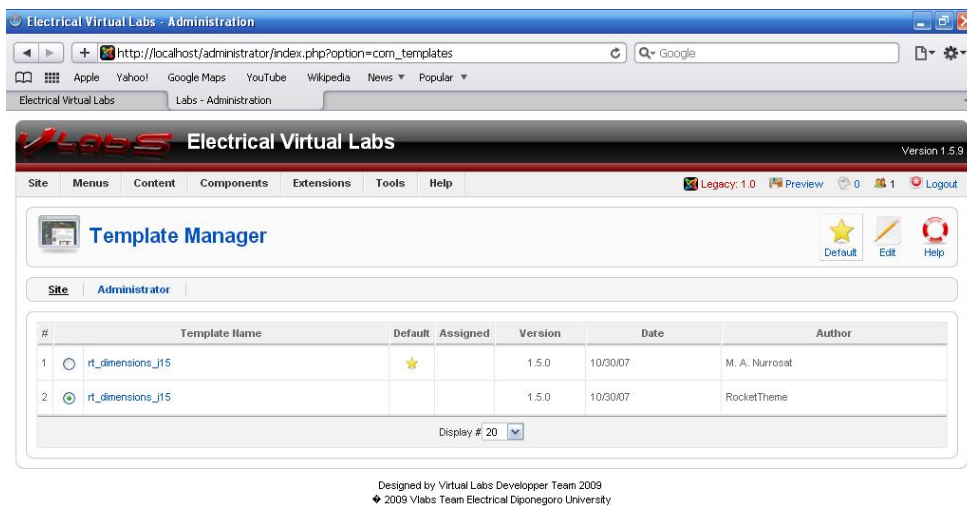 Electrical Virtual Labs - Administration
http://localhost/administrator/index.php?option=com_templates
Google
Apple Yahoo! Google Maps YouTube Wikipedia News Popular
Electrical Virtual Labs Labs - Administration
VLabS Electrical Virtual Labs
Version 1.5.9
Site Menus Content Components Extensions Tools Help Legacy: 1.0 Preview 0 1 Logout
Template Manager Default Edit Help
Site Administrator
# Template Name Default Assigned Version Date Author
1 rt_dimensions_j15 1.5.0 10/30/07 M. A. Nurrosat
2 rt_dimensions_j15 1.5.0 10/30/07 RocketTheme
Display # 20
Designed by Virtual Labs Developper Team 2009
� 2009 Vlabs Team Electrical Diponegoro University